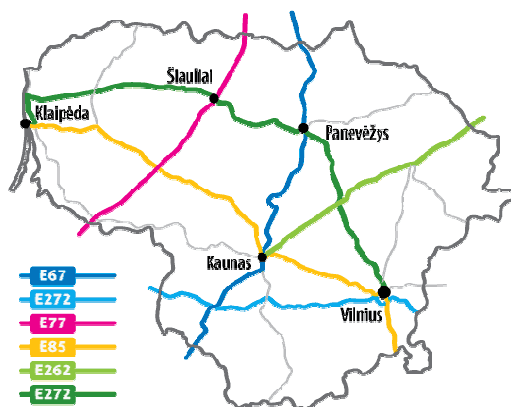 Šiauliai
Klaipėda
Panevėžys
Kaunas
Vilnius
E67
E272
E77
E85
E262
E272